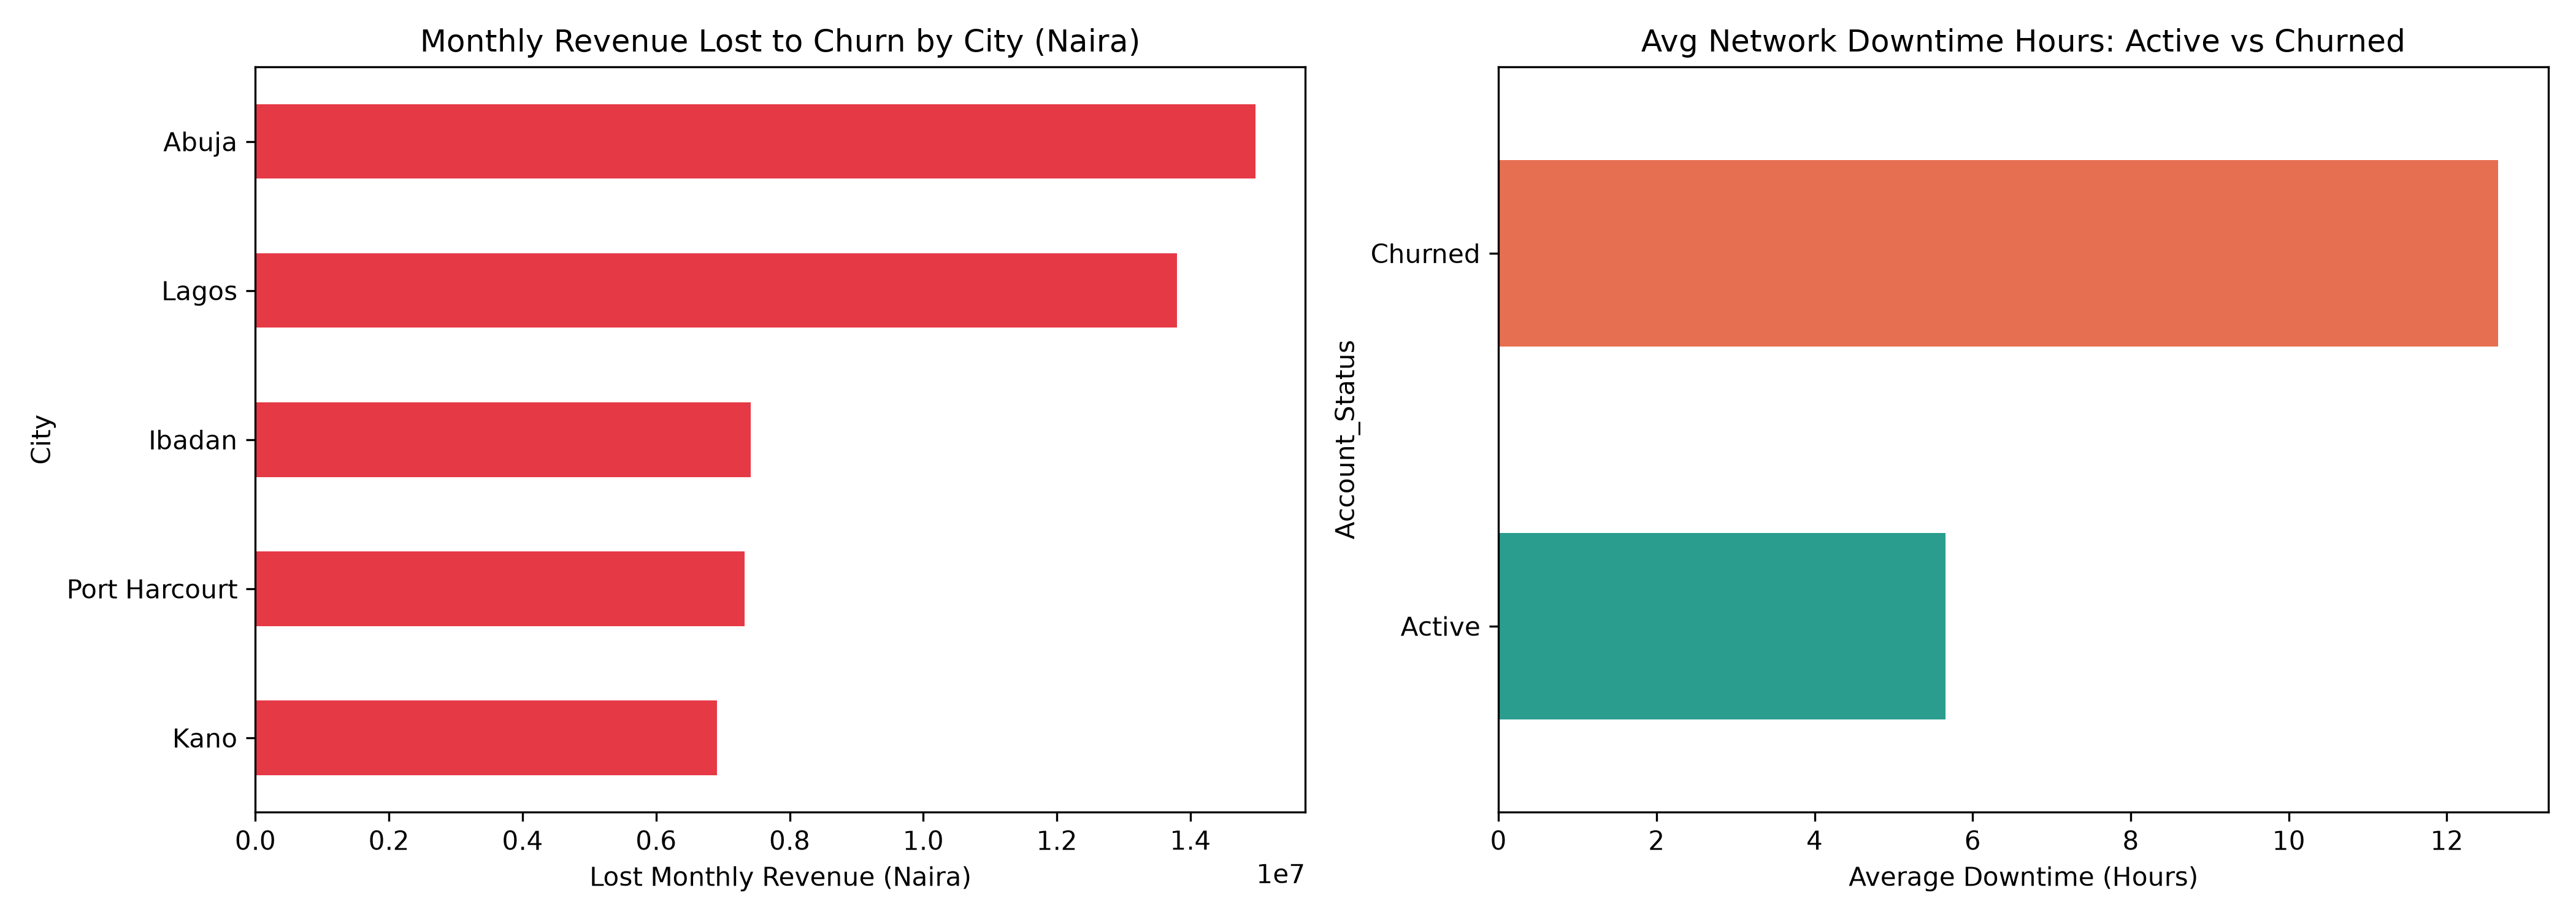 Monthly Revenue Lost to Churn by City (Naira)
City
Abuja
Lagos
Ibadan
Port Harcourt
Kano
0.0 0.2 0.4 0.6 0.8 1.0 1.2 1.4
1e7
Lost Monthly Revenue (Naira)
Avg Network Downtime Hours: Active vs Churned
Account_Status
Churned
Active
0 2 4 6 8 10 12
Average Downtime (Hours)